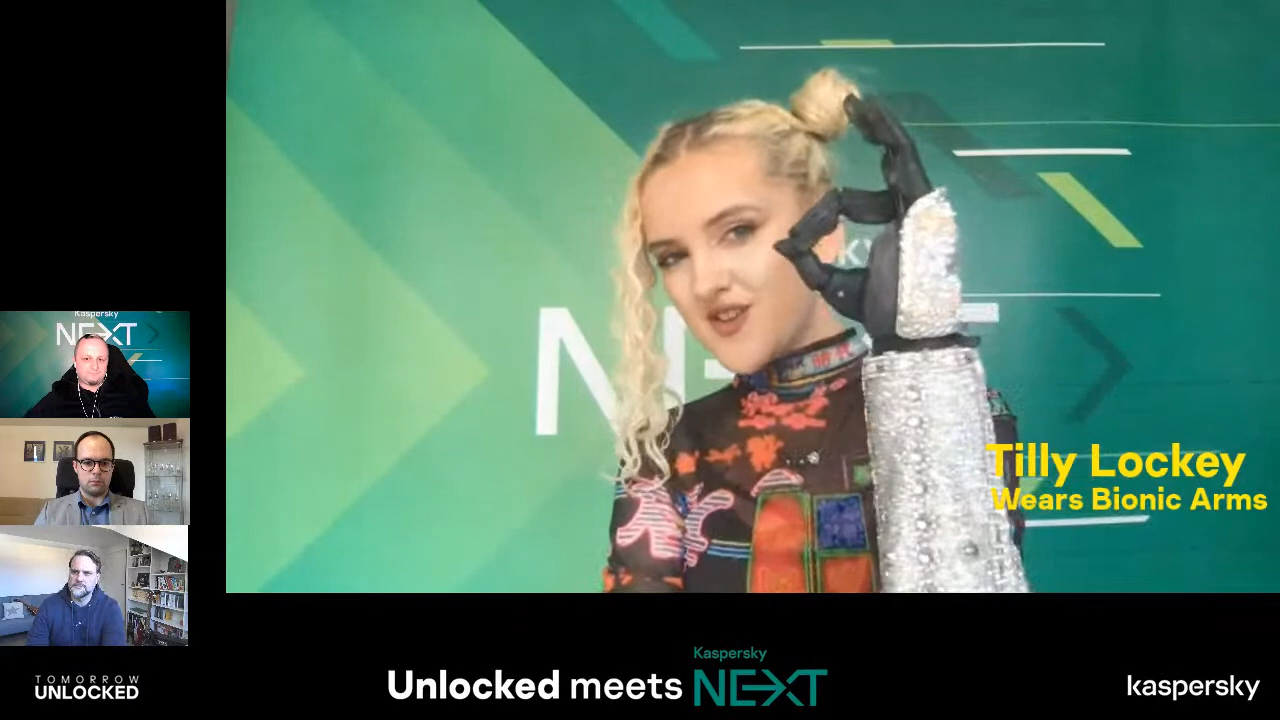 Kaspersky
NEXT
N
Tilly Lockey
Wears Bionic Arms
TOMORROW
UNLOCKED
Unlocked meets
Kaspersky
NEXT
kaspersky